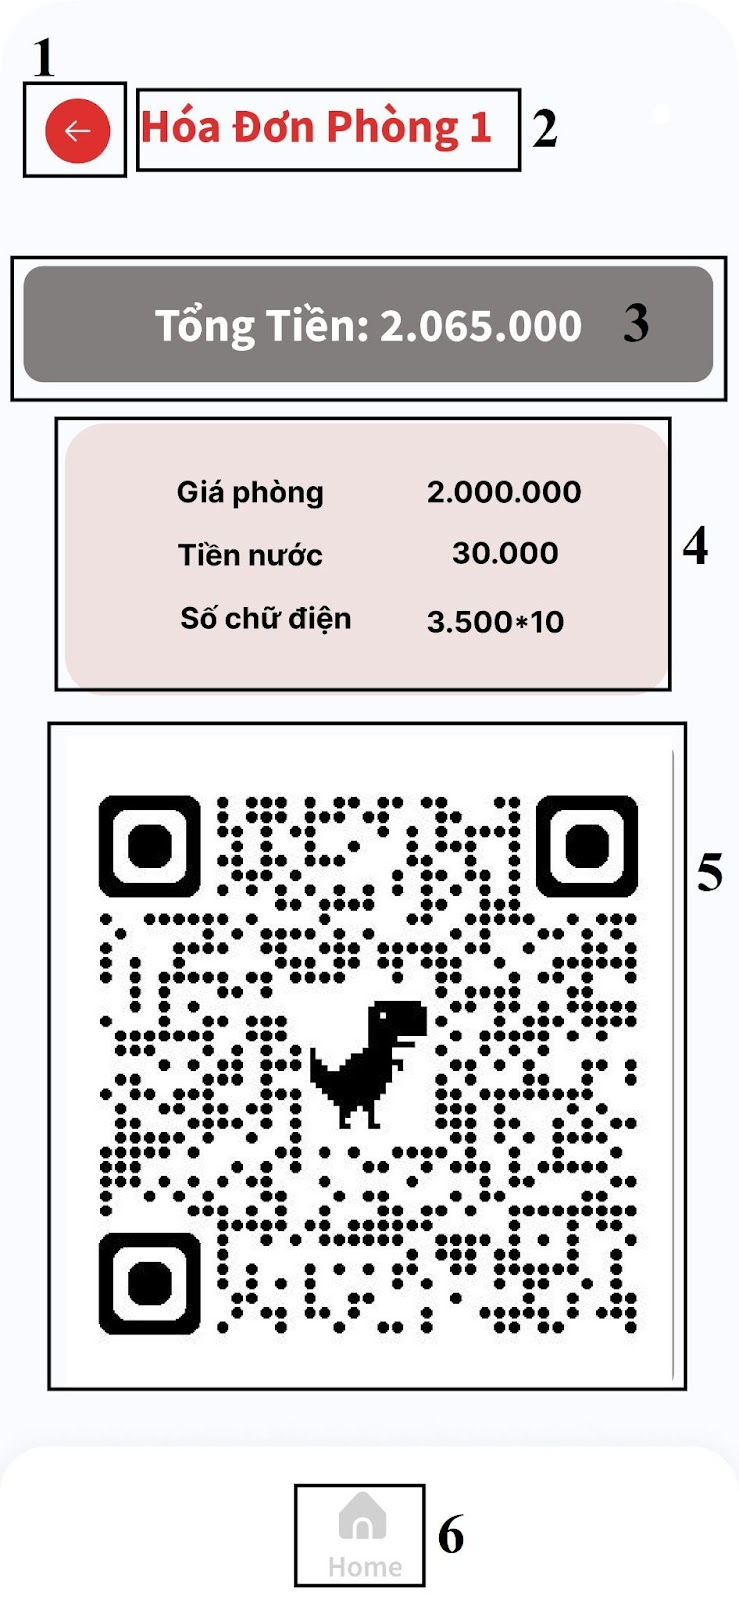 1
Hóa Đơn Phòng 1
2
Tổng Tiền: 2.065.000
3
Giá phòng 2.000.000
Tiền nước 30.000
Số chữ điện 3.500*10
4
5
Home
6